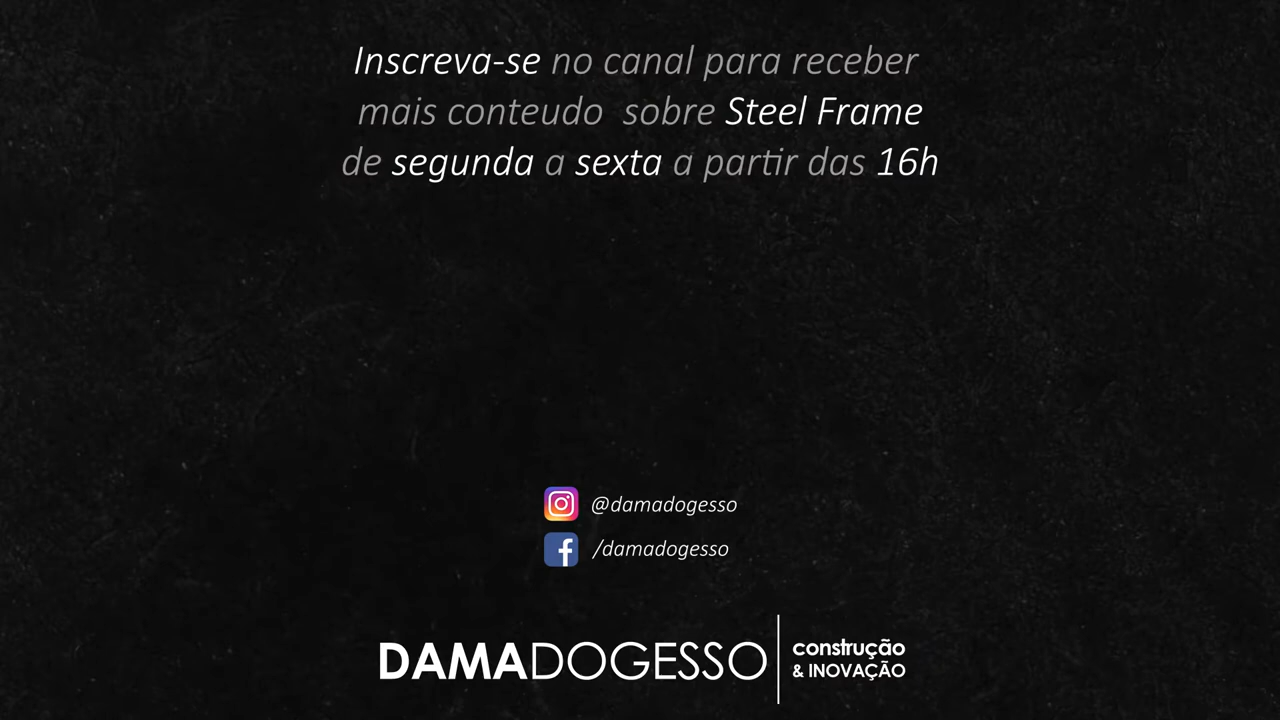 Inscreva-se no canal para receber
mais conteudo sobre Steel Frame
de segunda a sexta a partir das 16h
@damadogesso
/damadogesso
DAMADOGESSO
construção
& INOVAÇÃO